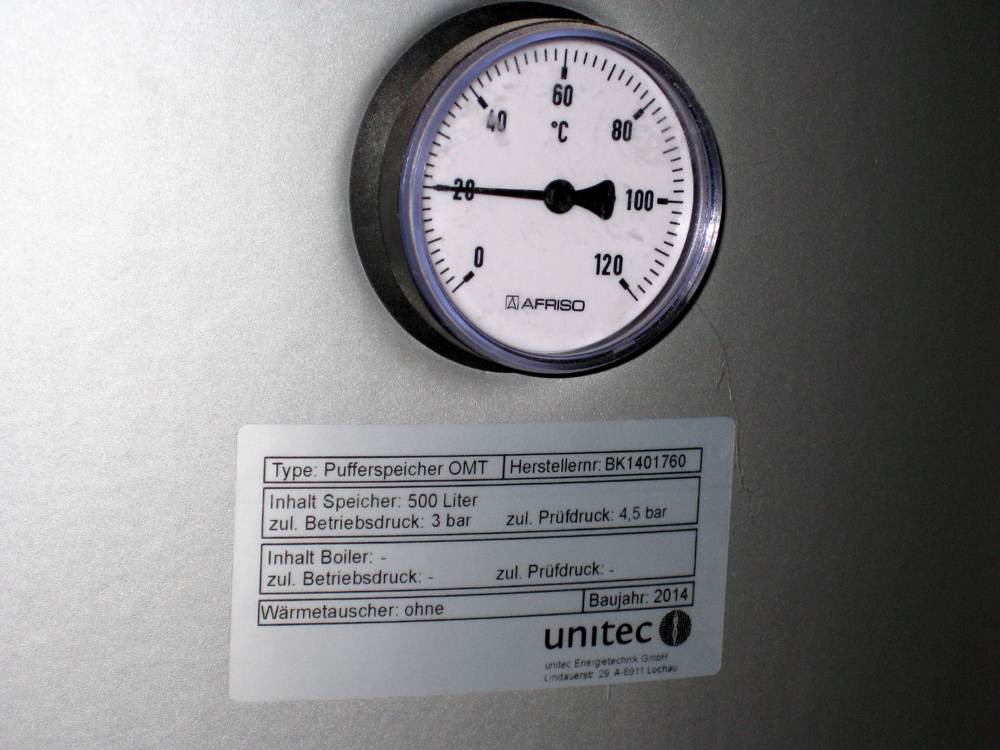 60
40
80
°C
20
100
0
120
AFRISO
Type: Pufferspeicher OMT Herstellernr: BK1401760
Inhalt Speicher: 500 Liter
zul. Betriebsdruck: 3 bar zul. Prüfdruck: 4,5 bar
Inhalt Boiler: -
zul. Betriebsdruck: - zul. Prüfdruck: -
Wärmetauscher: ohne Baujahr: 2014
unitec
unitec Energietechnik GmbH
Lindauerstr. 29, A-6911 Lochau